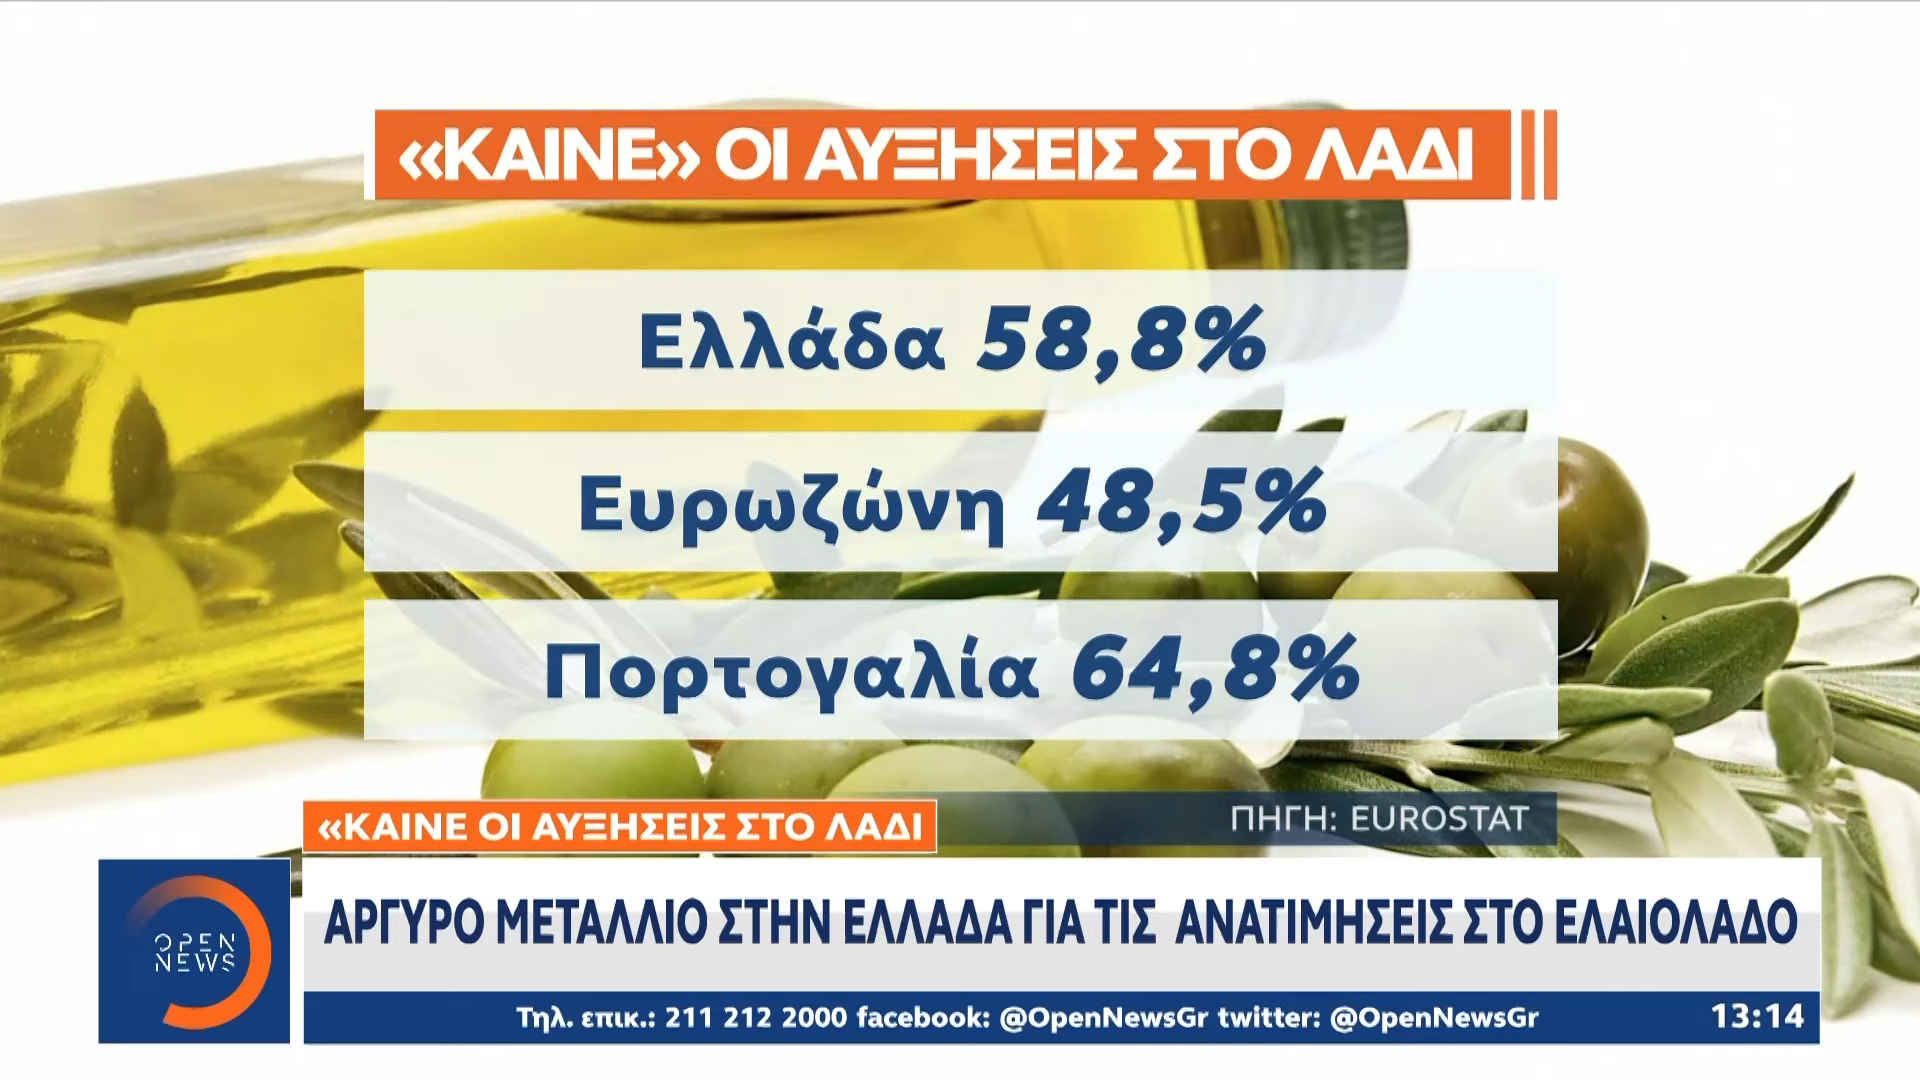 «ΚΑΙΝΕ» ΟΙ ΑΥΞΗΣΕΙΣ ΣΤΟ ΛΑΔΙ
Ελλάδα 58,8%
Ευρωζώνη 48,5%
Πορτογαλία 64,8%
ΠΗΓΗ: EUROSTAT
«ΚΑΙΝΕ ΟΙ ΑΥΞΗΣΕΙΣ ΣΤΟ ΛΑΔΙ
ΑΡΓΥΡΟ ΜΕΤΑΛΛΙΟ ΣΤΗΝ ΕΛΛΑΔΑ ΓΙΑ ΤΙΣ ΑΝΑΤΙΜΗΣΕΙΣ ΣΤΟ ΕΛΑΙΟΛΑΔΟ
OPEN
NEWS
Τηλ. επικ.: 211 212 2000 facebook: @OpenNewsGr twitter: @OpenNewsGr
13:14